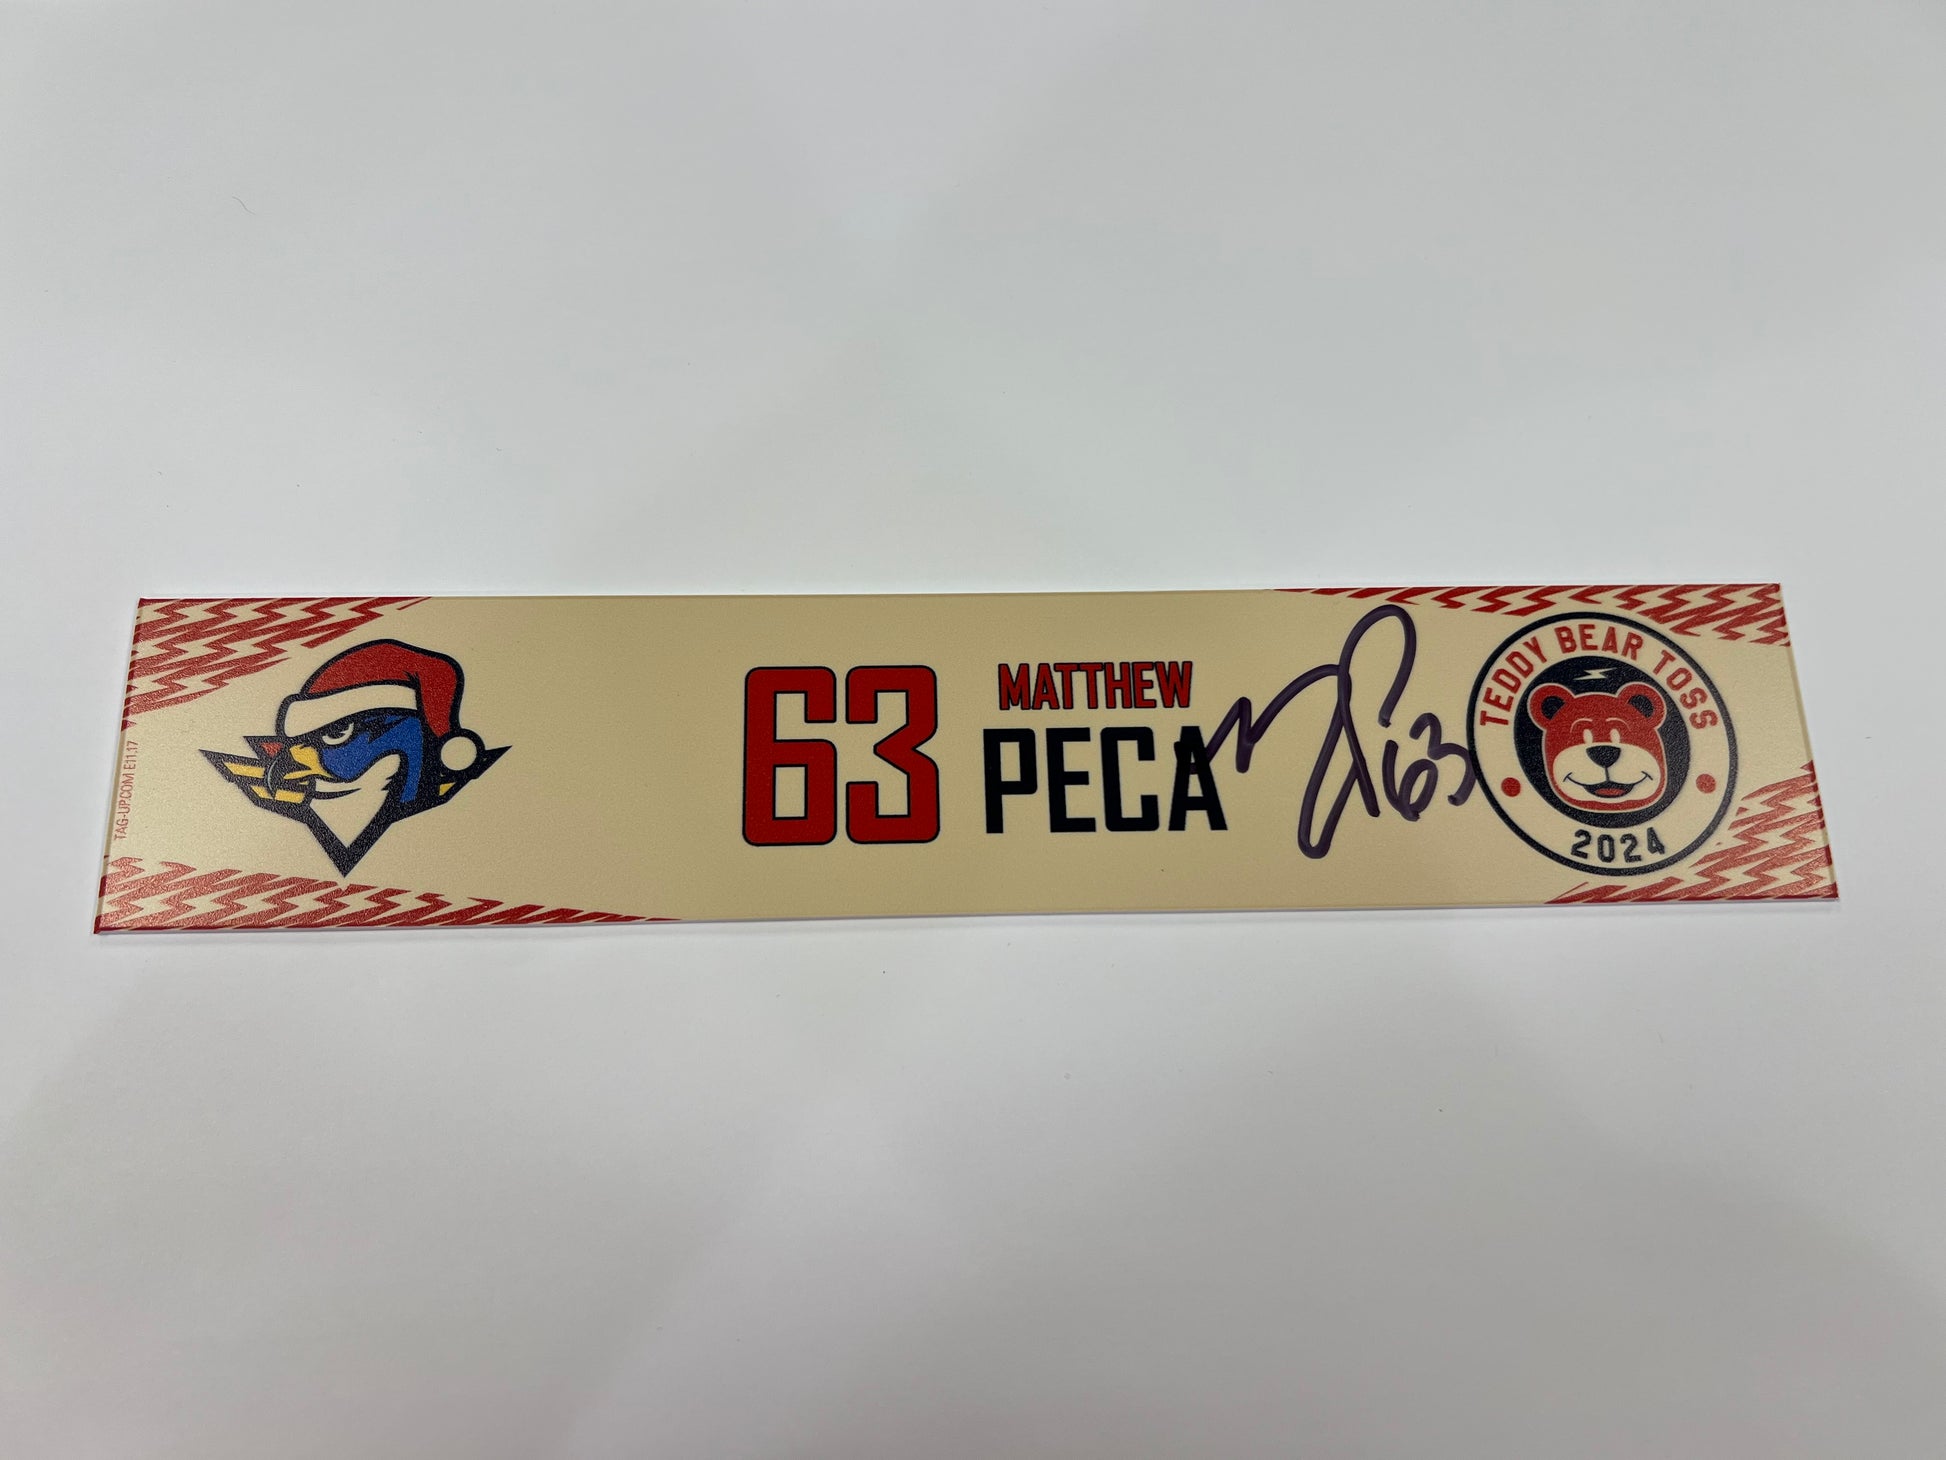 TAG-UP.COM E11.17
63
MATTHEW
PECA
63
TEDDY BEAR TOSS
2024